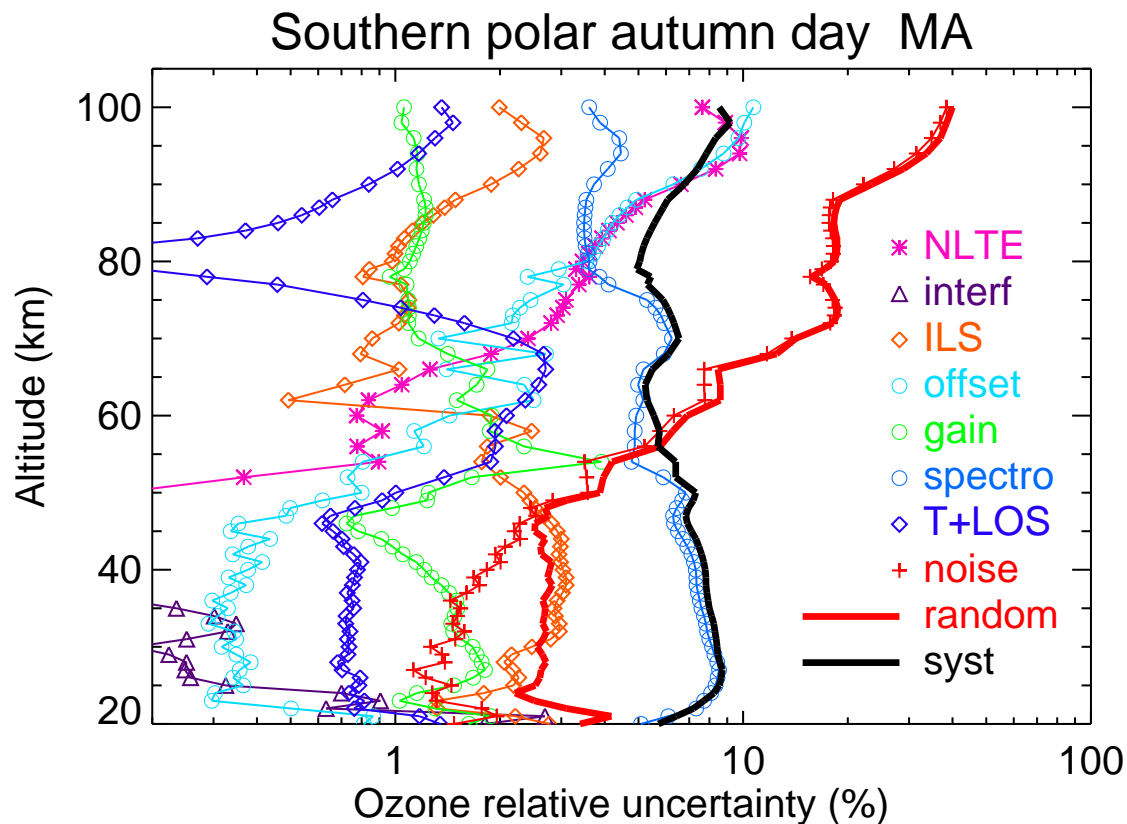 Southern polar autumn day MA
Altitude (km)
100
80
60
40
20
NLTE
interf
ILS
offset
gain
spectro
T+LOS
noise
random
syst
1
10
100
Ozone relative uncertainty (%)